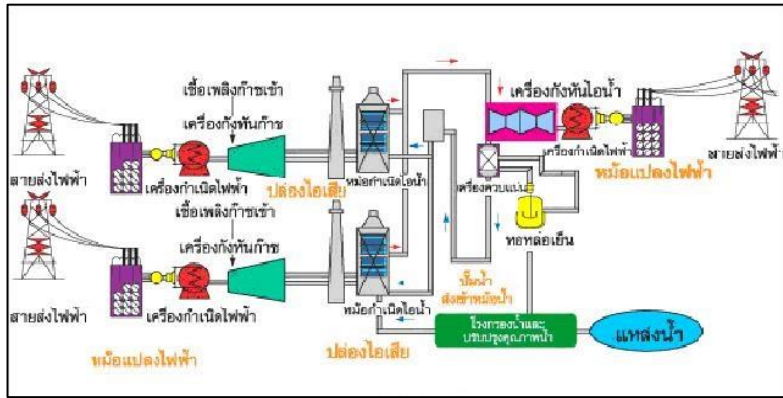 เชื้อเพลิงก๊าซเข้า
เครื่องกังหันก๊าซ
สายส่งไฟฟ้า
เครื่องกำเนิดไฟฟ้า
ปล่องไอเสีย
หม้อกำเนิดไอน้ำ
เครื่องกังหันไอน้ำ
เครื่องกำเนิดไฟฟ้า
หม้อแปลงไฟฟ้า
สายส่งไฟฟ้า
เครื่องควบแน่น
หอหล่อเย็น
เชื้อเพลิงก๊าซเข้า
เครื่องกังหันก๊าซ
สายส่งไฟฟ้า
เครื่องกำเนิดไฟฟ้า
หม้อกำเนิดไอน้ำ
ปั๊มน้ำ
ส่งเข้าหม้อน้ำ
หม้อแปลงไฟฟ้า
ปล่องไอเสีย
โรงกรองน้ำและ
ปรับปรุงคุณภาพน้ำ
แหล่งน้ำ